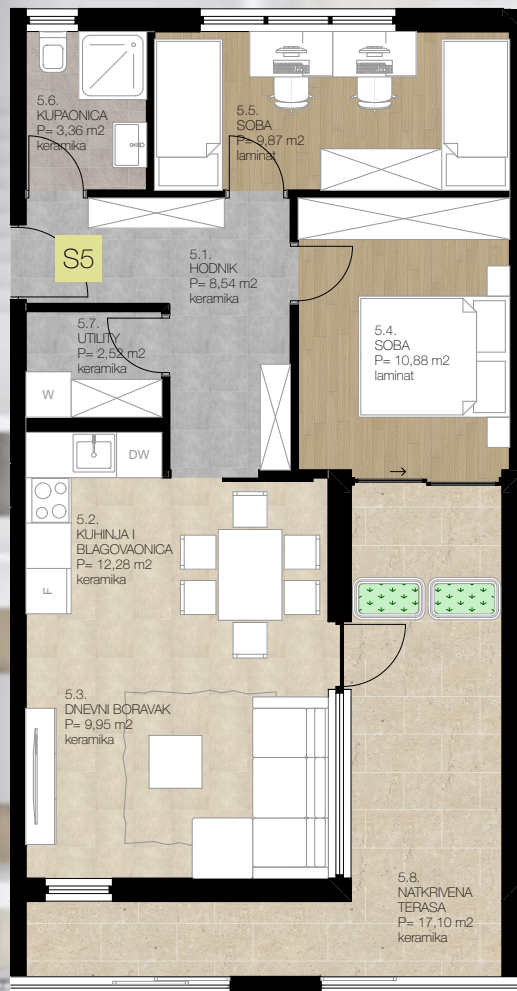 5.6.
KUPAONICA
P= 3,36 m2
keramika
5.5.
SOBA
P= 9,87 m2
laminat
S5
5.1.
HODNIK
P= 8,54 m2
keramika
5.7.
UTILITY
P= 2,52 m2
keramika
W
5.4.
SOBA
P= 10,88 m2
laminat
DW
5.2.
KUHINJA I
BLAGOVAONICA
P= 12,28 m2
keramika
F
5.3.
DNEVNI BORAVAK
P= 9,95 m2
keramika
5.8.
NATKRIVENA
TERASA
P= 17,10 m2
keramika